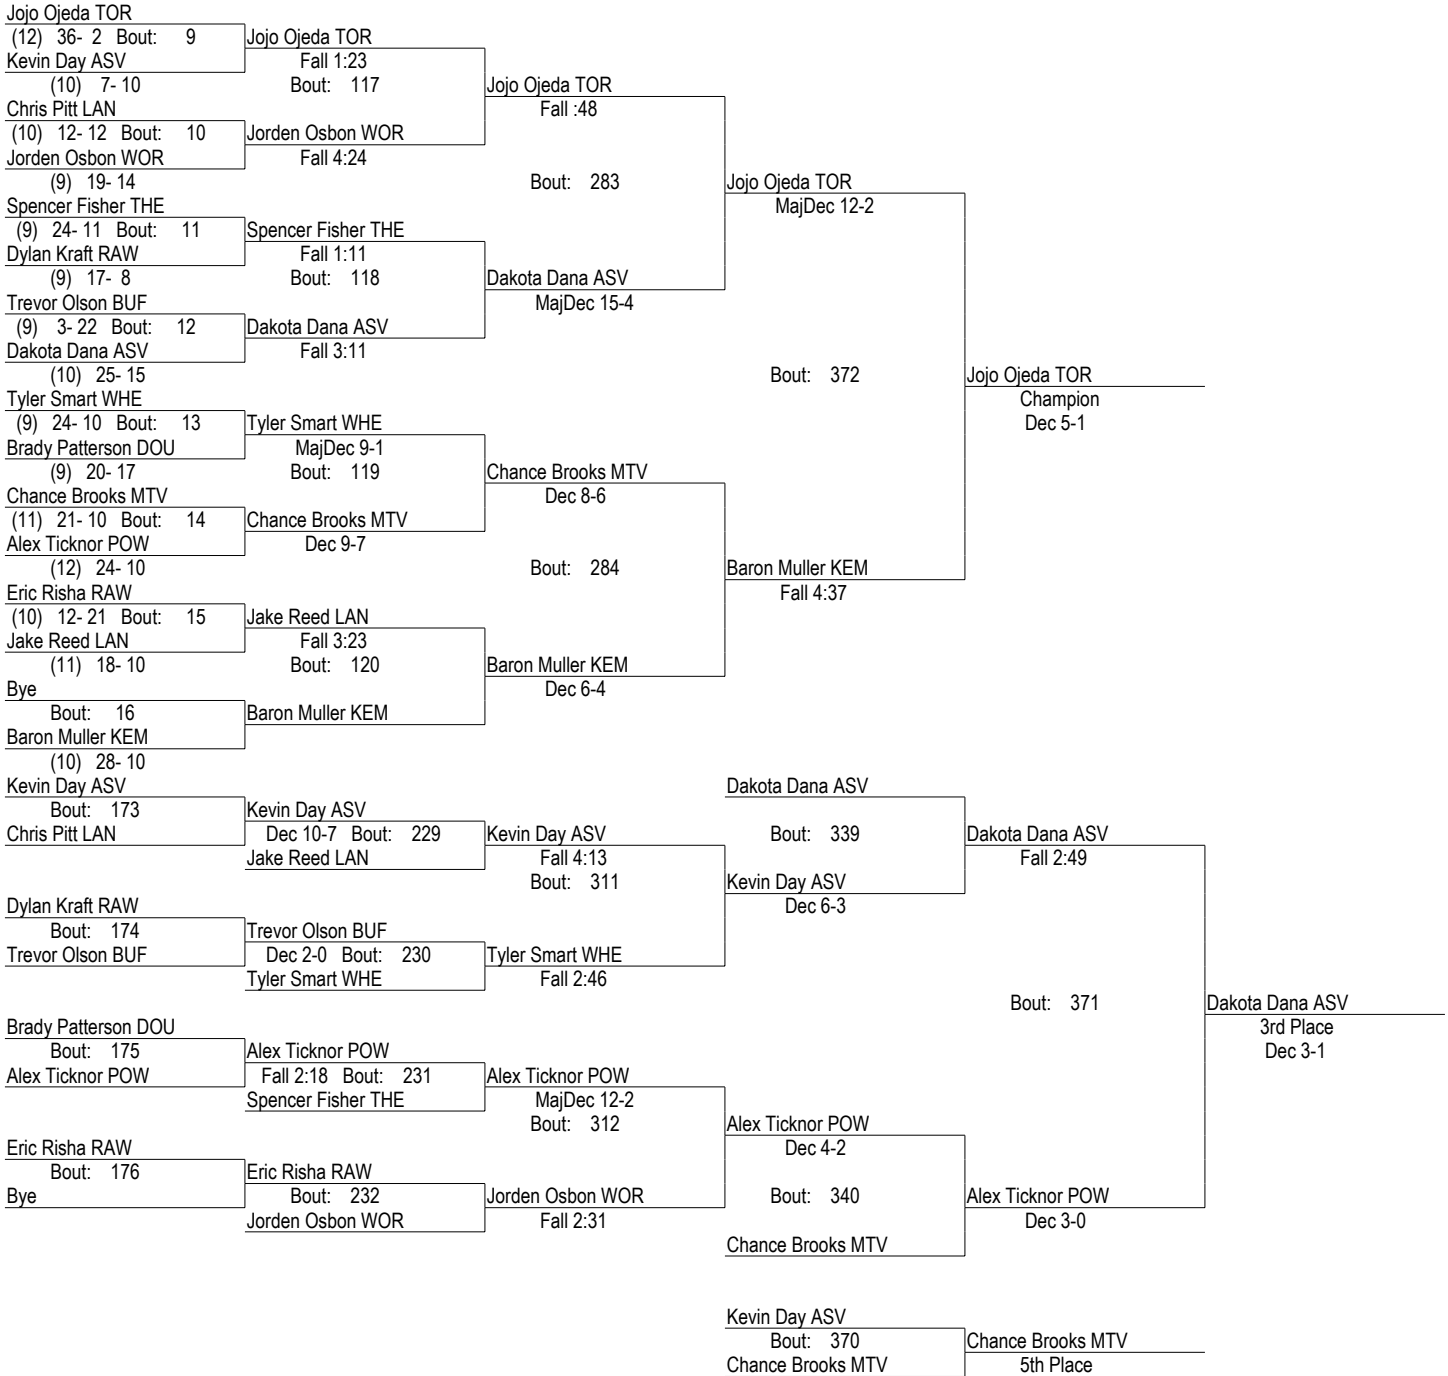 Jojo Ojeda TOR
(12) 36- 2 Bout: 9 Jojo Ojeda TOR
Kevin Day ASV Fall 1:23
(10) 7- 10 Bout: 117 Jojo Ojeda TOR
Chris Pitt LAN Fall :48
(10) 12- 12 Bout: 10 Jorden Osbon WOR
Jorden Osbon WOR Fall 4:24
(9) 19- 14 Bout: 283 Jojo Ojeda TOR
Spencer Fisher THE MajDec 12-2
(9) 24- 11 Bout: 11 Spencer Fisher THE
Dylan Kraft RAW Fall 1:11
(9) 17- 8 Bout: 118 Dakota Dana ASV
Trevor Olson BUF MajDec 15-4
(9) 3- 22 Bout: 12 Dakota Dana ASV
Dakota Dana ASV Fall 3:11
(10) 25- 15 Bout: 372 Jojo Ojeda TOR
Tyler Smart WHE Champion
(9) 24- 10 Bout: 13 Tyler Smart WHE Dec 5-1
Brady Patterson DOU MajDec 9-1
(9) 20- 17 Bout: 119 Chance Brooks MTV
Chance Brooks MTV Dec 8-6
(11) 21- 10 Bout: 14 Chance Brooks MTV
Alex Ticknor POW Dec 9-7
(12) 24- 10 Bout: 284 Baron Muller KEM
Eric Risha RAW Fall 4:37
(10) 12- 21 Bout: 15 Jake Reed LAN
Jake Reed LAN Fall 3:23
(11) 18- 10 Bout: 120 Baron Muller KEM
Bye Dec 6-4
Bout: 16 Baron Muller KEM
Baron Muller KEM
(10) 28- 10
Kevin Day ASV Dakota Dana ASV
Bout: 173 Kevin Day ASV
Chris Pitt LAN Dec 10-7 Bout: 229 Kevin Day ASV Bout: 339 Dakota Dana ASV
Jake Reed LAN Fall 4:13 Fall 2:49
Bout: 311 Kevin Day ASV
Dylan Kraft RAW Dec 6-3
Bout: 174 Trevor Olson BUF
Trevor Olson BUF Dec 2-0 Bout: 230 Tyler Smart WHE
Tyler Smart WHE Fall 2:46
Bout: 371 Dakota Dana ASV
Brady Patterson DOU 3rd Place
Bout: 175 Alex Ticknor POW Dec 3-1
Alex Ticknor POW Fall 2:18 Bout: 231 Alex Ticknor POW
Spencer Fisher THE MajDec 12-2
Bout: 312 Alex Ticknor POW
Eric Risha RAW Dec 4-2
Bout: 176 Eric Risha RAW
Bye Bout: 232 Jorden Osbon WOR Bout: 340 Alex Ticknor POW
Jorden Osbon WOR Fall 2:31 Dec 3-0
Chance Brooks MTV
Kevin Day ASV
Bout: 370 Chance Brooks MTV
Chance Brooks MTV 5th Place